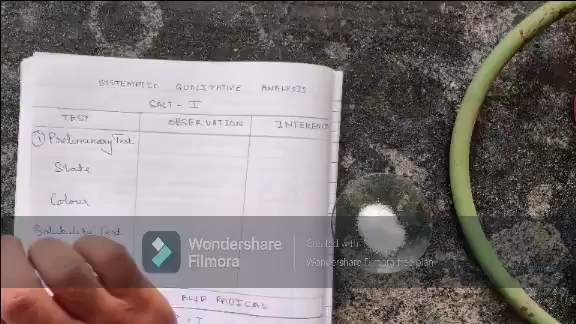 SYSTEMATIC QUALITATIVE ANALYSIS
SALT - I
TEST OBSERVATION INFERENCE
① Preliminary Test
State
Colour
Solubility Test
Wondershare
Filmora
Created with
Wondershare Filmora free plan
ACID RADICAL